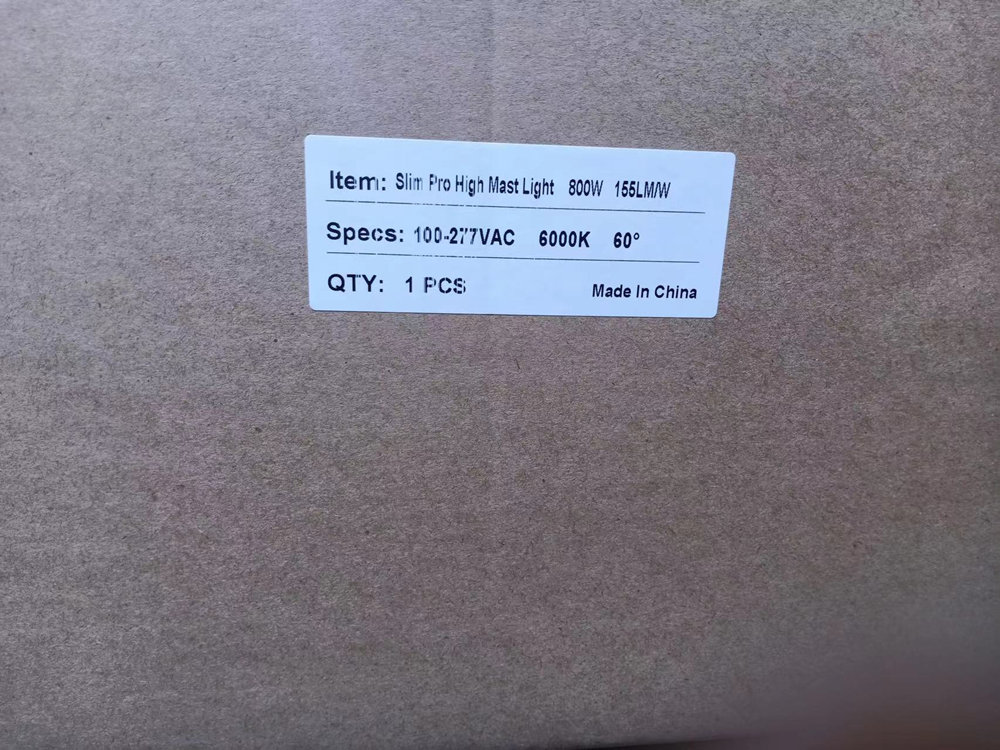 Item: Slim Pro High Mast Light 800W 155LM/W
Specs: 100-277VAC 6000K 60°
QTY: 1 PCS Made In China